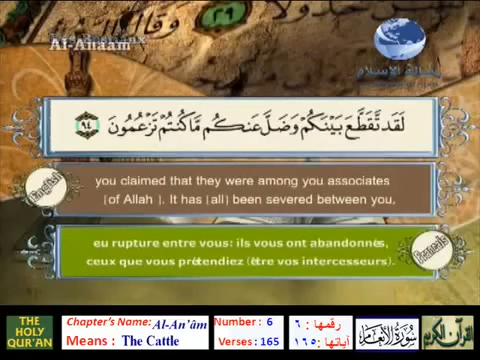 Al-Anaam
رسالة الإسلام
لَقَد تَّقَطَّعَ بَيْنَكُمْ وَضَلَّ عَنكُم مَّا كُنتُمْ تَزْعُمُونَ ٩٤
English
you claimed that they were among you associates
[of Allah ]. It has [all] been severed between you,
eu rupture entre vous: ils vous ont abandonnés,
ceux que vous prétendiez (être vos intercesseurs).
THE
HOLY
QUR'AN
Chapter's Name: Al-An'âm
Means : The Cattle
Number : 6
Verses : 165
رقمها : ٦
آياتها : ١٦٥
سورة الأنعام
القرآن الكريم